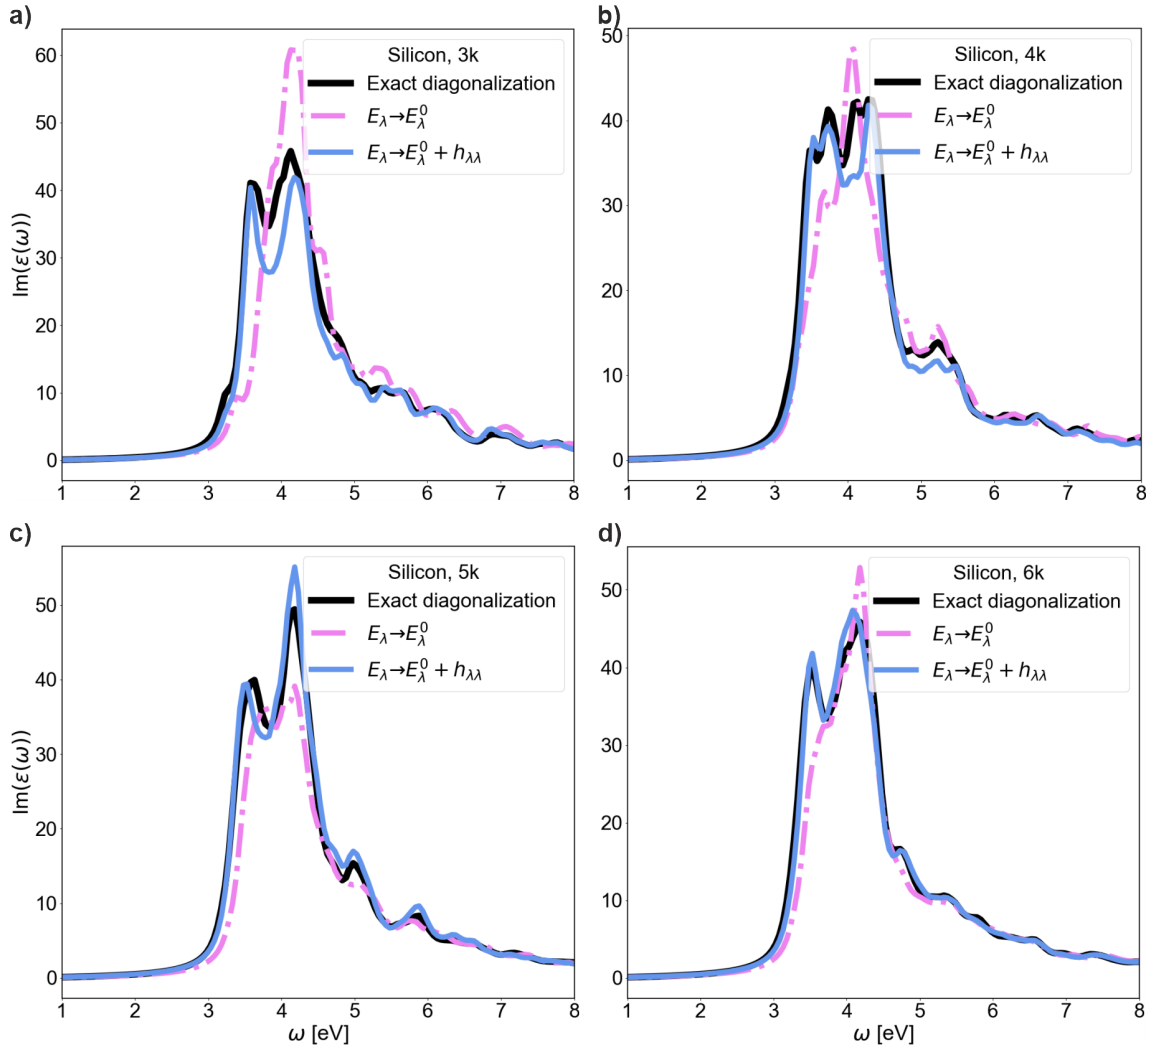 a)
Silicon, 3k
Exact diagonalization
E_λ→E_λ^0
E_λ→E_λ^0 + h_λλ
Im(ε(ω))
60
50
40
30
20
10
0
1 2 3 4 5 6 7 8
b)
Silicon, 4k
Exact diagonalization
E_λ→E_λ^0
E_λ→E_λ^0 + h_λλ
50
40
30
20
10
0
1 2 3 4 5 6 7 8
c)
Silicon, 5k
Exact diagonalization
E_λ→E_λ^0
E_λ→E_λ^0 + h_λλ
Im(ε(ω))
50
40
30
20
10
0
1 2 3 4 5 6 7 8
ω [eV]
d)
Silicon, 6k
Exact diagonalization
E_λ→E_λ^0
E_λ→E_λ^0 + h_λλ
50
40
30
20
10
0
1 2 3 4 5 6 7 8
ω [eV]